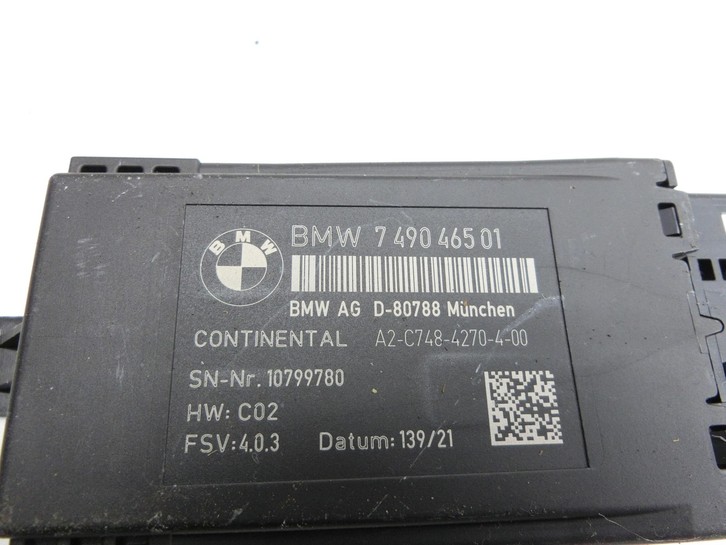 BMW
BMW 7 490 465 01
BMW AG D-80788 München
CONTINENTAL A2-C748-4270-4-00
SN-Nr. 10799780
HW: C02
FSV:4.0.3 Datum: 139/21